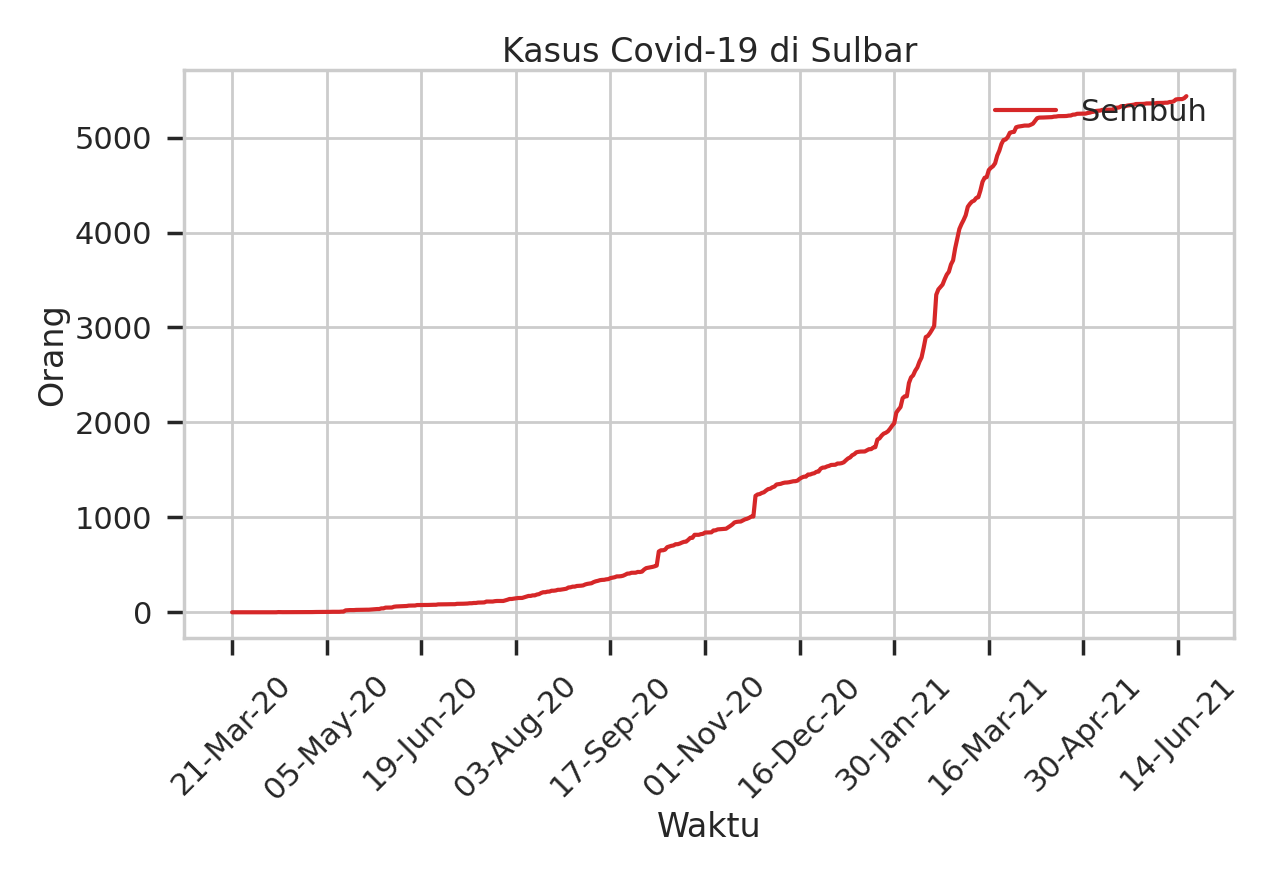 Kasus Covid-19 di Sulbar
Sembuh
5000
4000
3000
2000
1000
0
Orang
21-Mar-20
05-May-20
19-Jun-20
03-Aug-20
17-Sep-20
01-Nov-20
16-Dec-20
30-Jan-21
16-Mar-21
30-Apr-21
14-Jun-21
Waktu